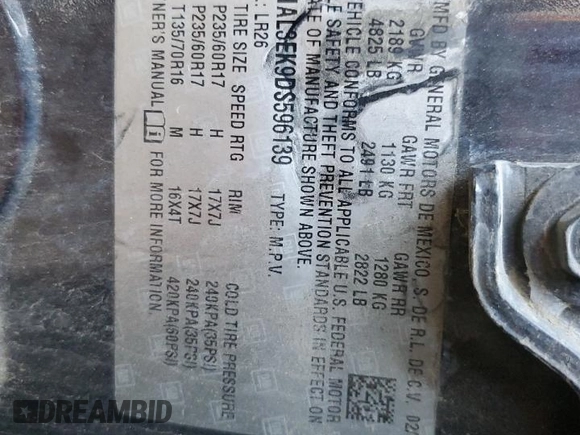 MFD BY GENERAL MOTORS DE MEXICO, S. DE R.L. DE C.V. 02
GVWR GAWR FRT GAWR RR
2189 KG 1130 KG 1280 KG
4825 LB 2491 LB 2822 LB
VEHICLE CONFORMS TO ALL APPLICABLE U.S. FEDERAL MOTOR
SAFETY AND THEFT PREVENTION STANDARDS IN EFFECT ON
OF MANUFACTURE SHOWN ABOVE.
AL3EK9DS596139 TYPE: M.P.V.
: LR26
TIRE SIZE SPEED RTG RIM COLD TIRE PRESSURE
P235/60R17 H 17X7J 240KPA(35PSI)
P235/60R17 H 17X7J 240KPA(35PSI)
T135/70R16 M 16X4T 420KPA(60PSI)
NER'S MANUAL FOR MORE INFORMATION
DREAMBID